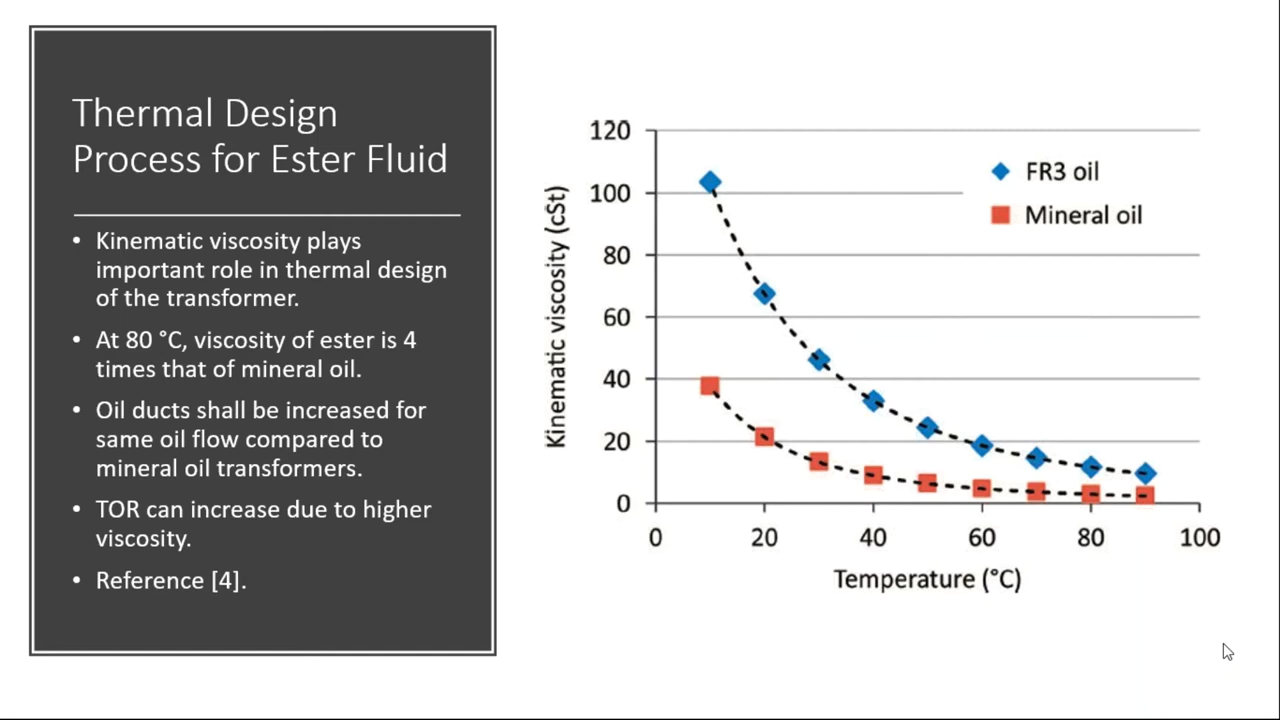 Thermal Design
Process for Ester Fluid
• Kinematic viscosity plays
important role in thermal design
of the transformer.
• At 80 °C, viscosity of ester is 4
times that of mineral oil.
• Oil ducts shall be increased for
same oil flow compared to
mineral oil transformers.
• TOR can increase due to higher
viscosity.
• Reference [4].
120
100
80
60
40
20
0
Kinematic viscosity (cSt)
FR3 oil
Mineral oil
0 20 40 60 80 100
Temperature (°C)